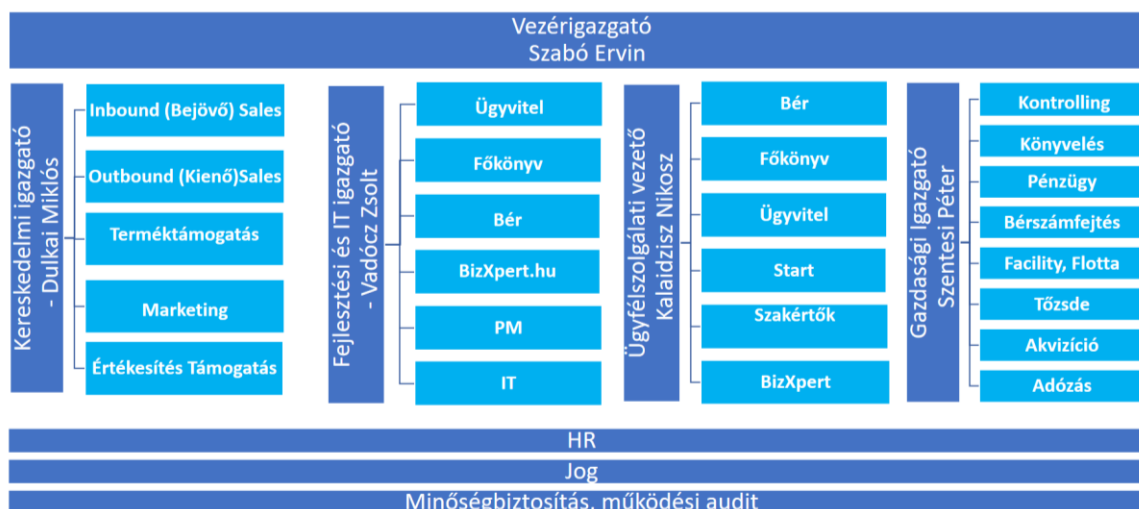 Vezérigazgató
Szabó Ervin
Kereskedelmi igazgató
- Dulkai Miklós
Inbound (Bejövő) Sales
Outbound (Kienő)Sales
Terméktámogatás
Marketing
Értékesítés Támogatás
Fejlesztési és IT igazgató
- Vadócz Zsolt
Ügyvitel
Főkönyv
Bér
BizXpert.hu
PM
IT
Ügyfélszolgálati vezető
Kalaidzisz Nikosz
Bér
Főkönyv
Ügyvitel
Start
Szakértők
BizXpert
Gazdasági Igazgató
Szentesi Péter
Kontrolling
Könyvelés
Pénzügy
Bérszámfejtés
Facility, Flotta
Tőzsde
Akvizíció
Adózás
HR
Jog
Minőségbiztosítás, működési audit